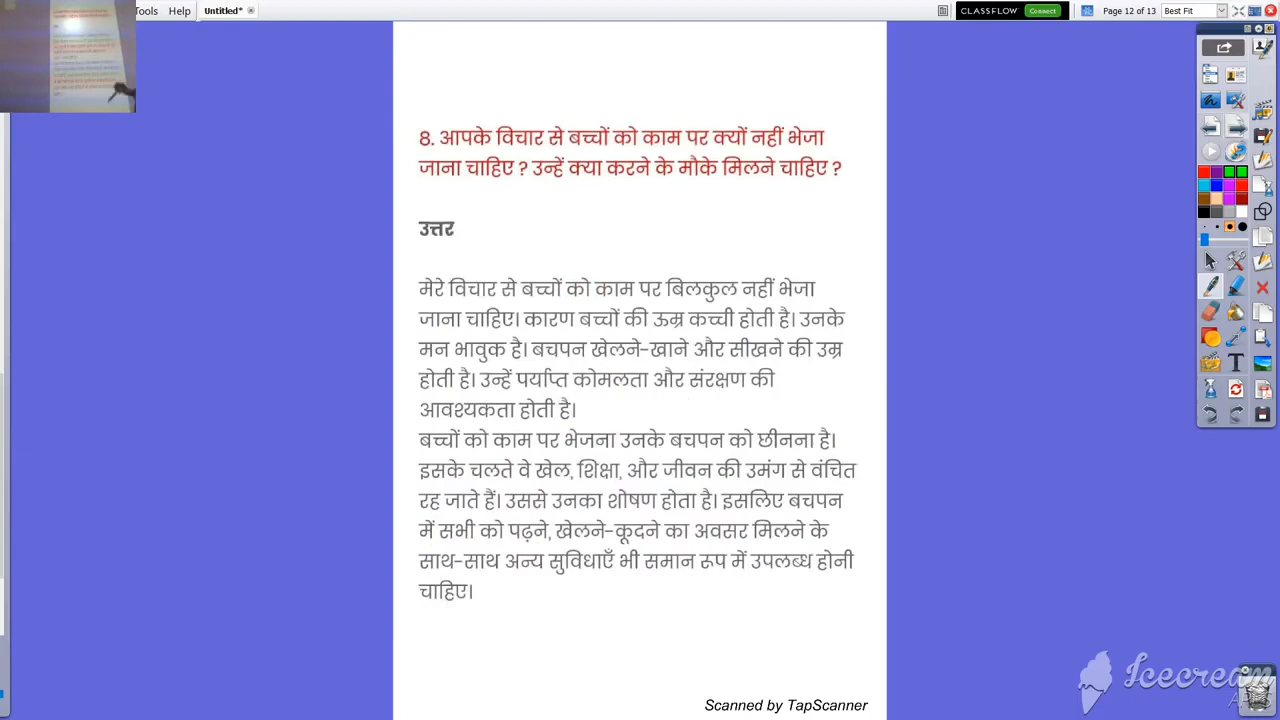 Tools
Help
Untitled*
CLASSFLOW
Connect
Page 12 of 13
Best Fit
8. आपके विचार से बच्चों को काम पर क्यों नहीं भेजा
जाना चाहिए ? उन्हें क्या करने के मौके मिलने चाहिए ?
उत्तर
मेरे विचार से बच्चों को काम पर बिलकुल नहीं भेजा
जाना चाहिए। कारण बच्चों की ऊम्र कच्ची होती है। उनके
मन भावुक है। बचपन खेलने-खाने और सीखने की उम्र
होती है। उन्हें पर्याप्त कोमलता और संरक्षण की
आवश्यकता होती है।
बच्चों को काम पर भेजना उनके बचपन को छीनना है।
इसके चलते वे खेल, शिक्षा, और जीवन की उमंग से वंचित
रह जाते हैं। उससे उनका शोषण होता है। इसलिए बचपन
में सभी को पढ़ने, खेलने-कूदने का अवसर मिलने के
साथ-साथ अन्य सुविधाएँ भी समान रूप में उपलब्ध होनी
चाहिए।
Scanned by TapScanner
Icecream
APPS